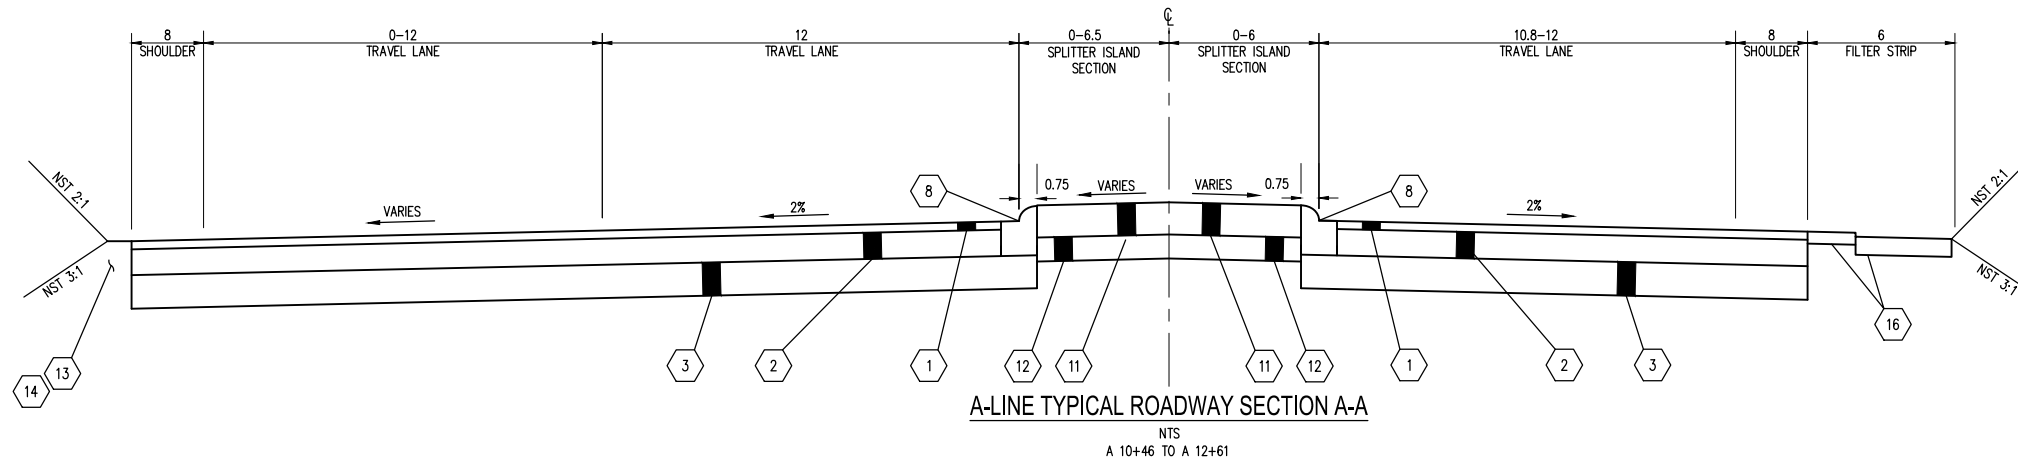 ℄
8
SHOULDER
0-12
TRAVEL LANE
12
TRAVEL LANE
0-6.5
SPLITTER ISLAND
SECTION
0-6
SPLITTER ISLAND
SECTION
10.8-12
TRAVEL LANE
8
SHOULDER
6
FILTER STRIP
NST 2:1
NST 3:1
VARIES
2%
8
0.75
VARIES
VARIES
0.75
8
2%
NST 2:1
NST 3:1
14
13
3
2
1
12
11
11
12
1
2
3
16
A-LINE TYPICAL ROADWAY SECTION A-A
NTS
A 10+46 TO A 12+61